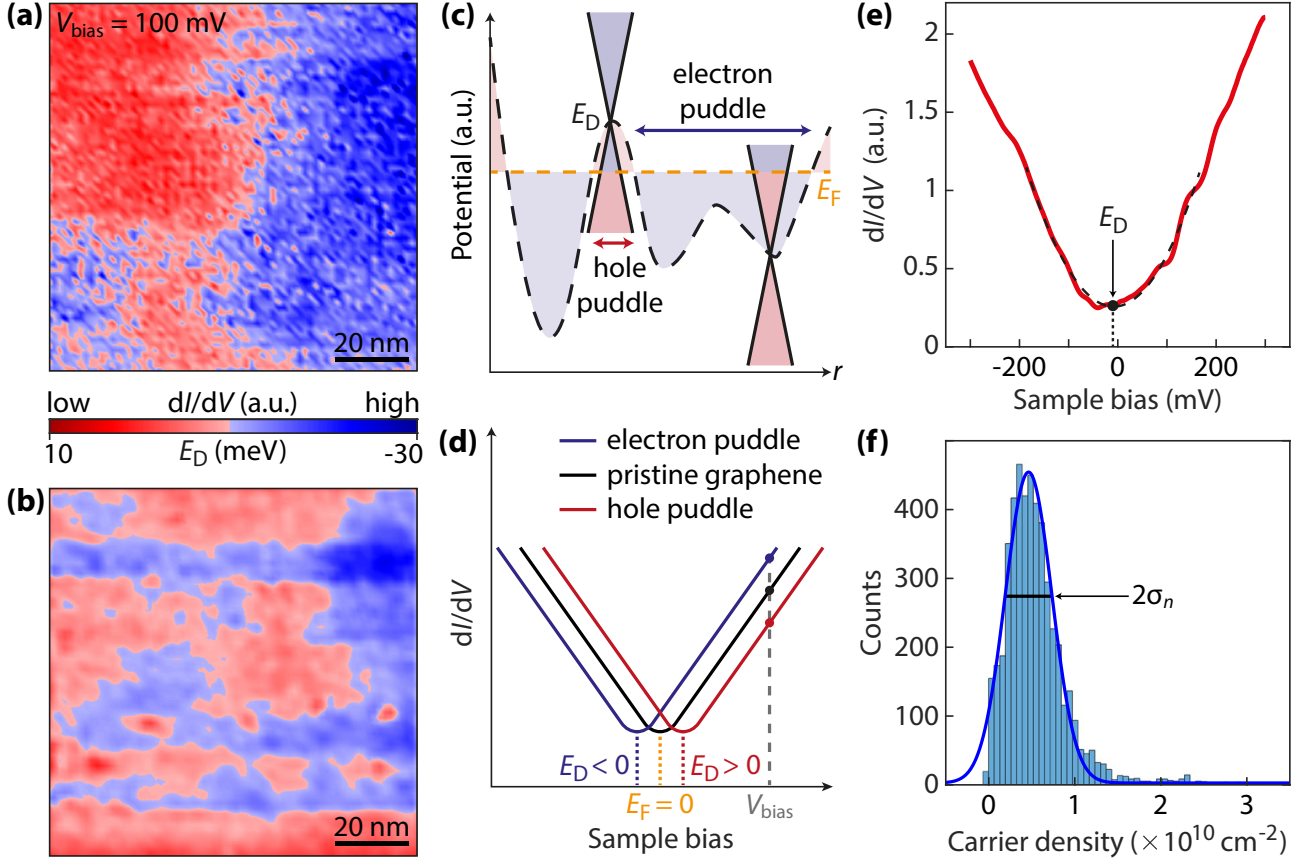 (a)
V_bias = 100 mV
20 nm
low dI/dV (a.u.) high
10 E_D (meV) -30
(b)
20 nm
(c)
Potential (a.u.)
E_D
electron
puddle
E_F
hole
puddle
r
(d)
electron puddle
pristine graphene
hole puddle
dI/dV
E_D < 0
E_D > 0
E_F = 0
V_bias
Sample bias
(e)
2
1.5
1
0.5
0
dI/dV (a.u.)
E_D
-200 0 200
Sample bias (mV)
(f)
400
300
200
100
0
Counts
2σ_n
0 1 2 3
Carrier density (×10¹⁰ cm⁻²)